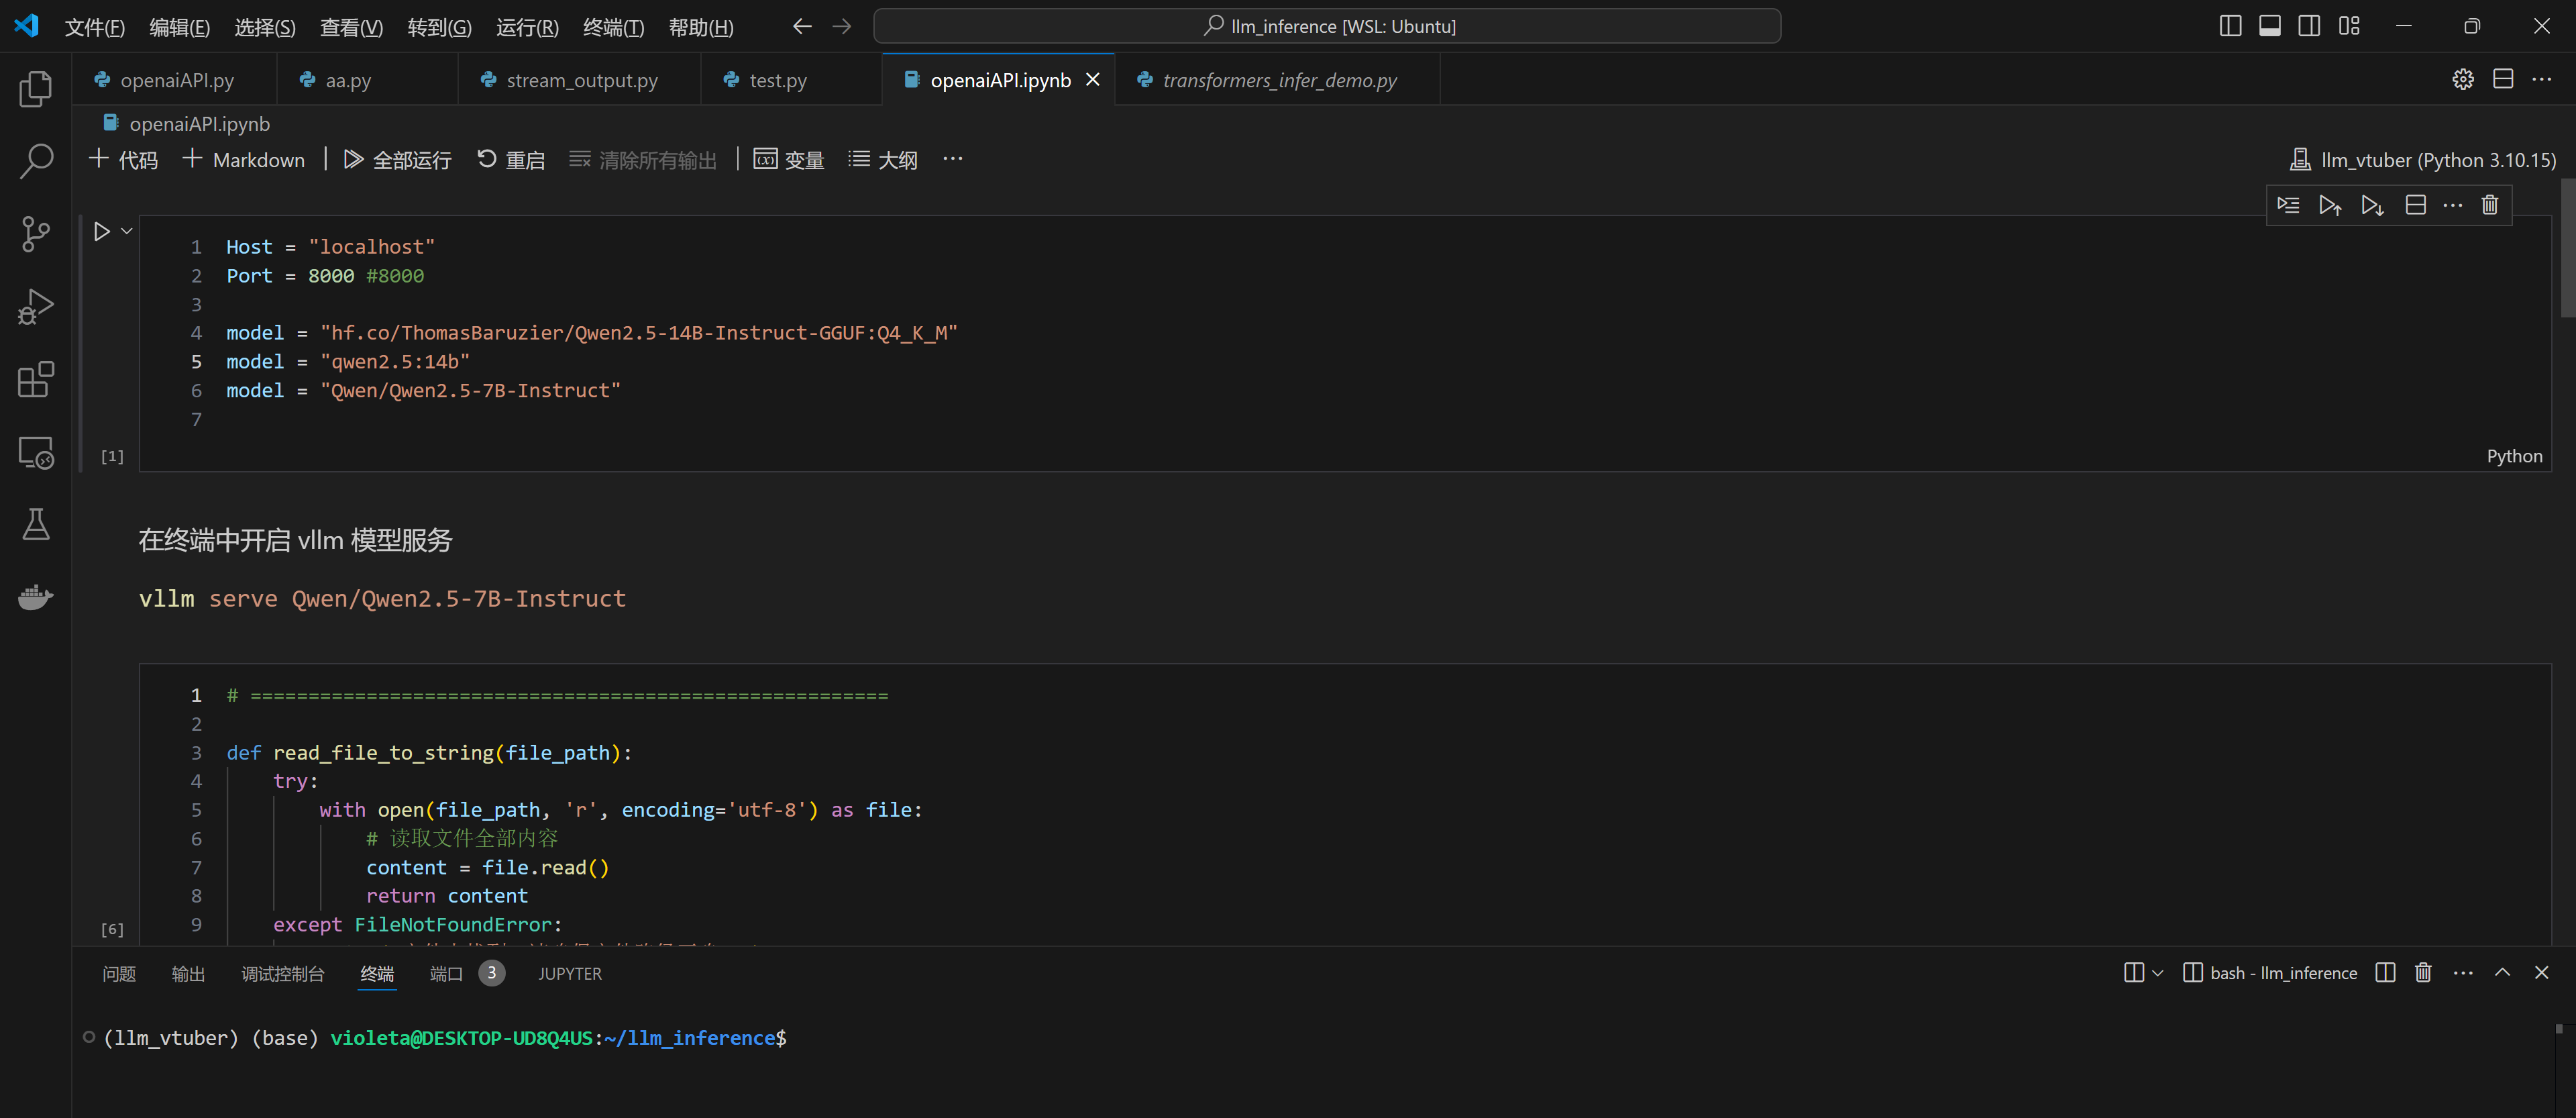 文件(F) 编辑(E) 选择(S) 查看(V) 转到(G) 运行(R) 终端(T) 帮助(H) llm_inference [WSL: Ubuntu]
openaiAPI.py aa.py stream_output.py test.py openaiAPI.ipynb transformers_infer_demo.py
openaiAPI.ipynb
代码 Markdown 全部运行 重启 清除所有输出 变量 大纲 llm_vtuber (Python 3.10.15)
1 Host = "localhost"
2 Port = 8000 #8000
3
4 model = "hf.co/ThomasBaruzier/Qwen2.5-14B-Instruct-GGUF:Q4_K_M"
5 model = "qwen2.5:14b"
6 model = "Qwen/Qwen2.5-7B-Instruct"
7
[1] Python
在终端中开启 vllm 模型服务
vllm serve Qwen/Qwen2.5-7B-Instruct
1 # =======================================================
2
3 def read_file_to_string(file_path):
4 try:
5 with open(file_path, 'r', encoding='utf-8') as file:
6 # 读取文件全部内容
7 content = file.read()
8 return content
9 except FileNotFoundError:
[6]
问题 输出 调试控制台 终端 端口 3 JUPYTER bash - llm_inference
(llm_vtuber) (base) violeta@DESKTOP-UD8Q4US:~/llm_inference$